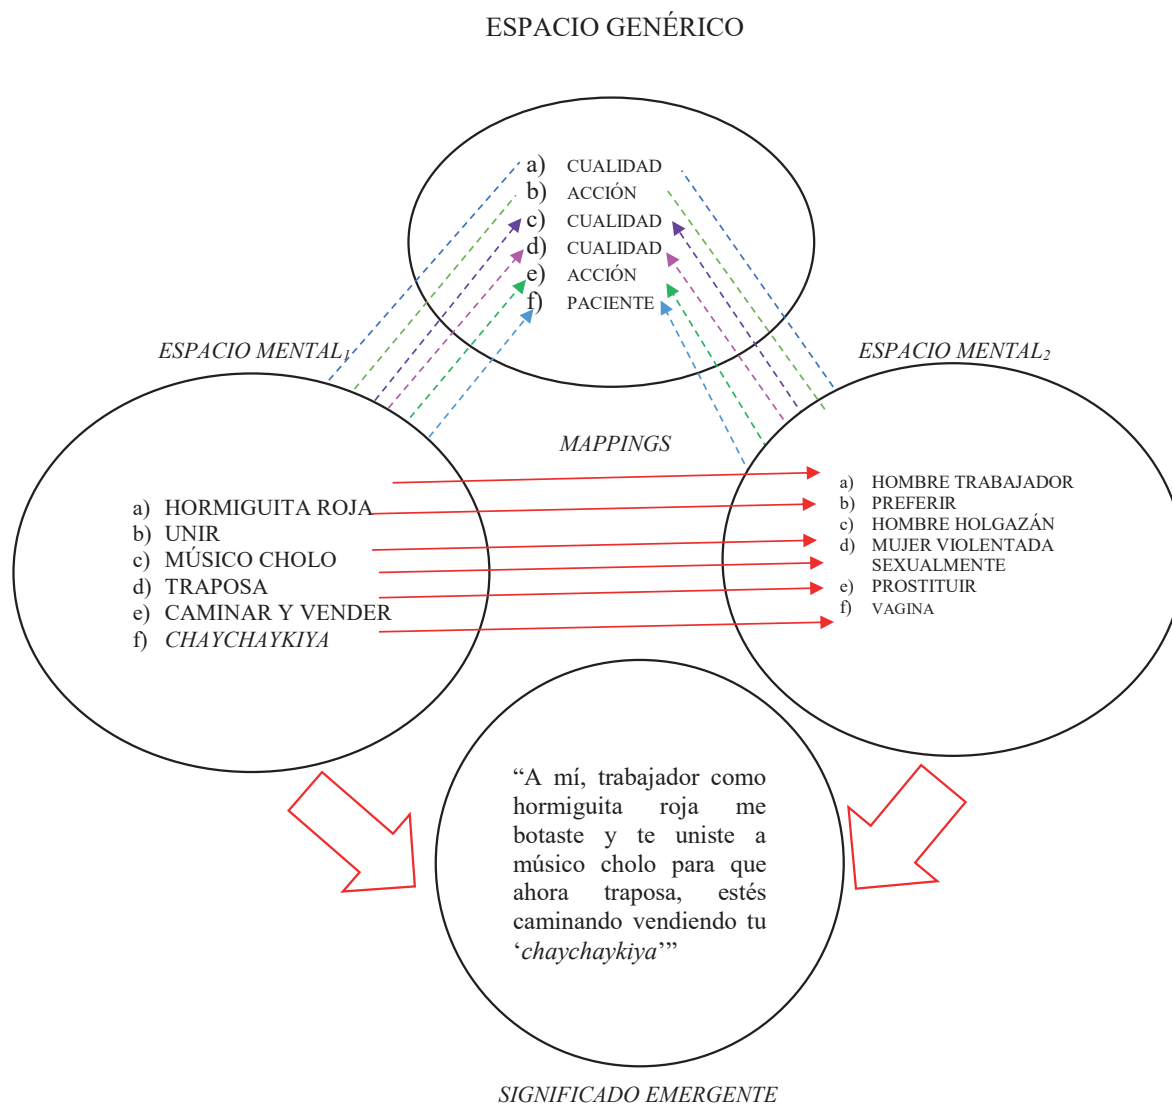 ESPACIO GENÉRICO
a) CUALIDAD
b) ACCIÓN
c) CUALIDAD
d) CUALIDAD
e) ACCIÓN
f) PACIENTE
ESPACIO MENTAL₁
ESPACIO MENTAL₂
MAPPINGS
a) HORMIGUITA ROJA
b) UNIR
c) MÚSICO CHOLO
d) TRAPOSA
e) CAMINAR Y VENDER
f) CHAYCHAYKIYA
a) HOMBRE TRABAJADOR
b) PREFERIR
c) HOMBRE HOLGAZÁN
d) MUJER VIOLENTADA
SEXUALMENTE
e) PROSTITUIR
f) VAGINA
“A mí, trabajador como
hormiguita roja me
botaste y te uniste a
músico cholo para que
ahora traposa, estés
caminando vendiendo tu
‘chaychaykiya’”
SIGNIFICADO EMERGENTE